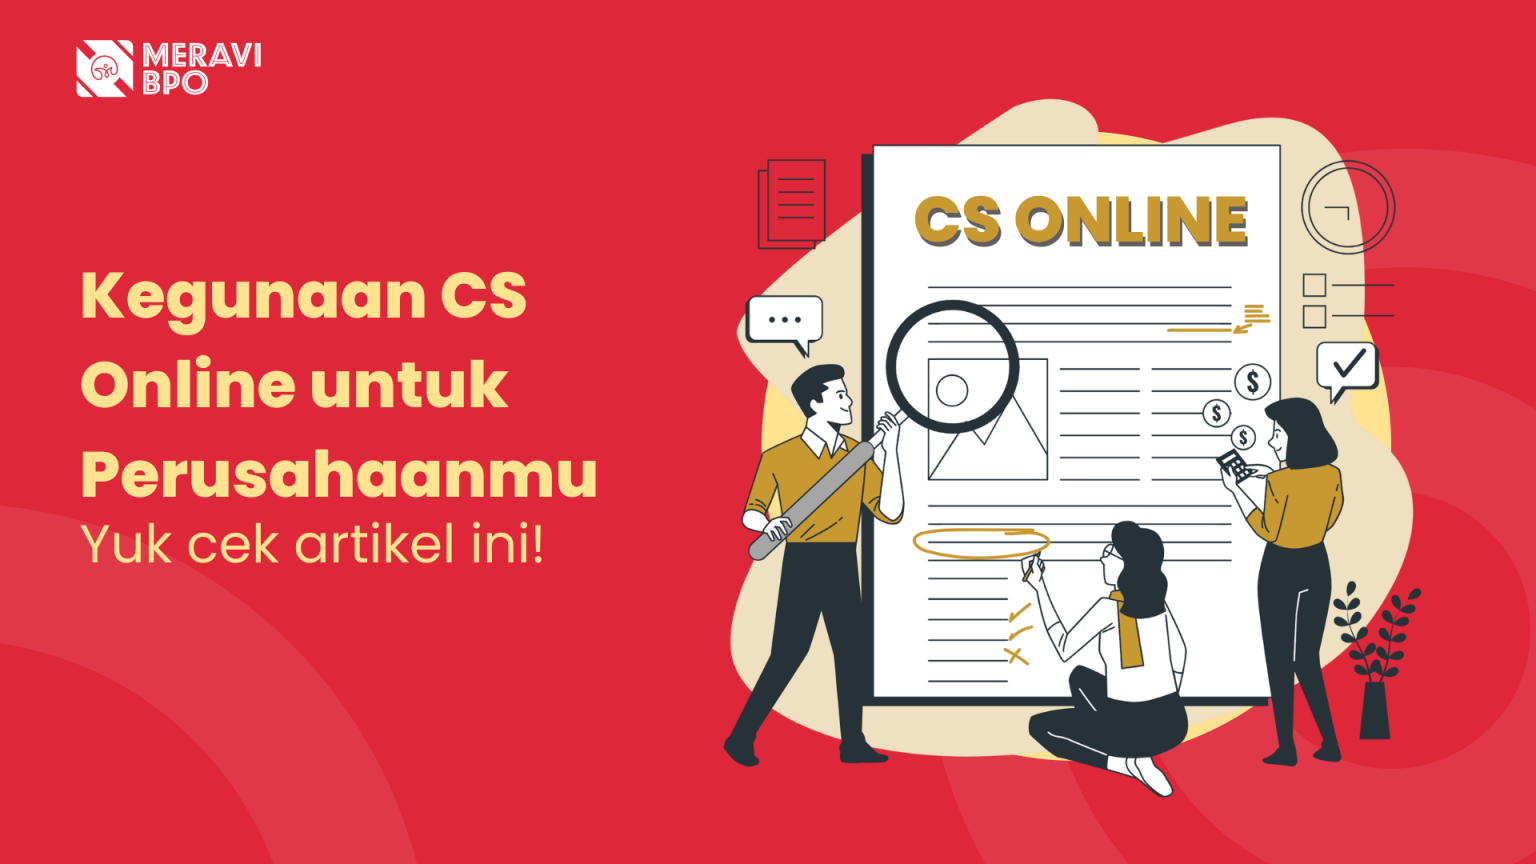 MERAVI
BPO
Kegunaan CS
Online untuk
Perusahaanmu
Yuk cek artikel ini!
CS ONLINE
$
$
$